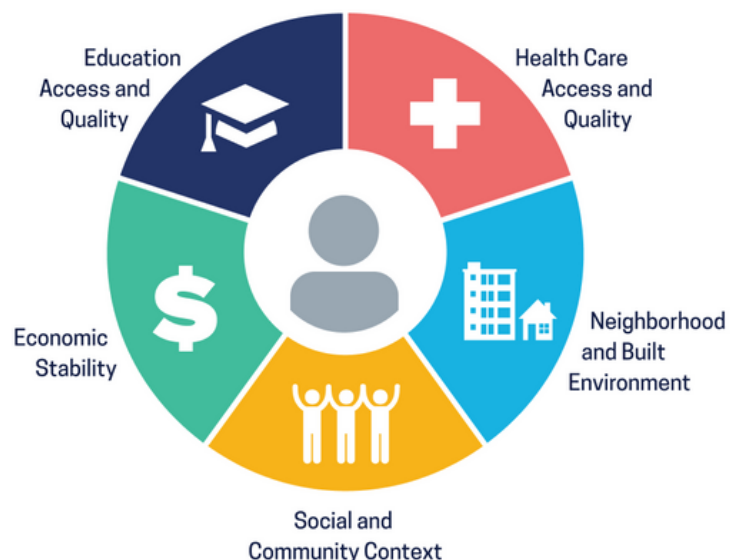 Education
Access and
Quality
Health Care
Access and
Quality
Economic
Stability
Neighborhood
and Built
Environment
Social and
Community Context
$